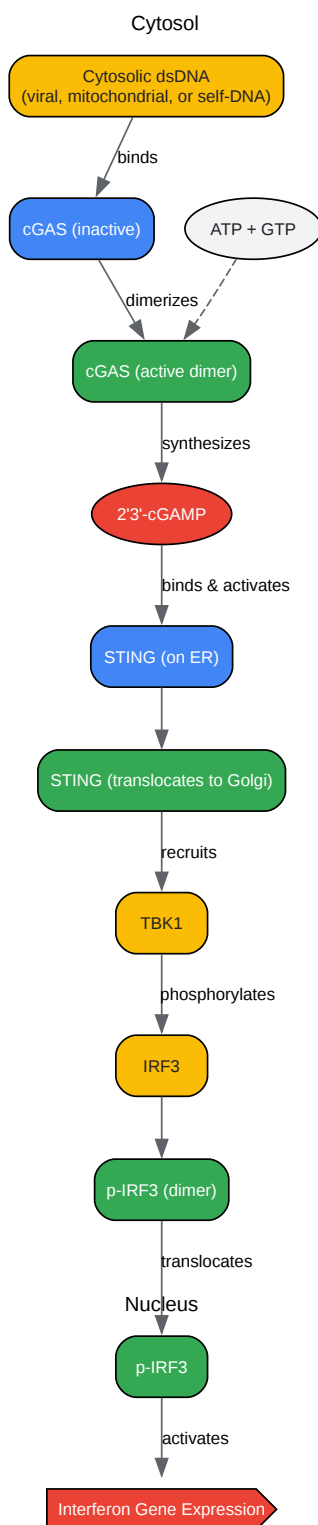 Cytosol
Cytosolic dsDNA
(viral, mitochondrial, or self-DNA)
binds
cGAS (inactive)
ATP + GTP
dimerizes
cGAS (active dimer)
synthesizes
2'3'-cGAMP
binds & activates
STING (on ER)
STING (translocates to Golgi)
recruits
TBK1
phosphorylates
IRF3
p-IRF3 (dimer)
translocates
Nucleus
p-IRF3
activates
Interferon Gene Expression